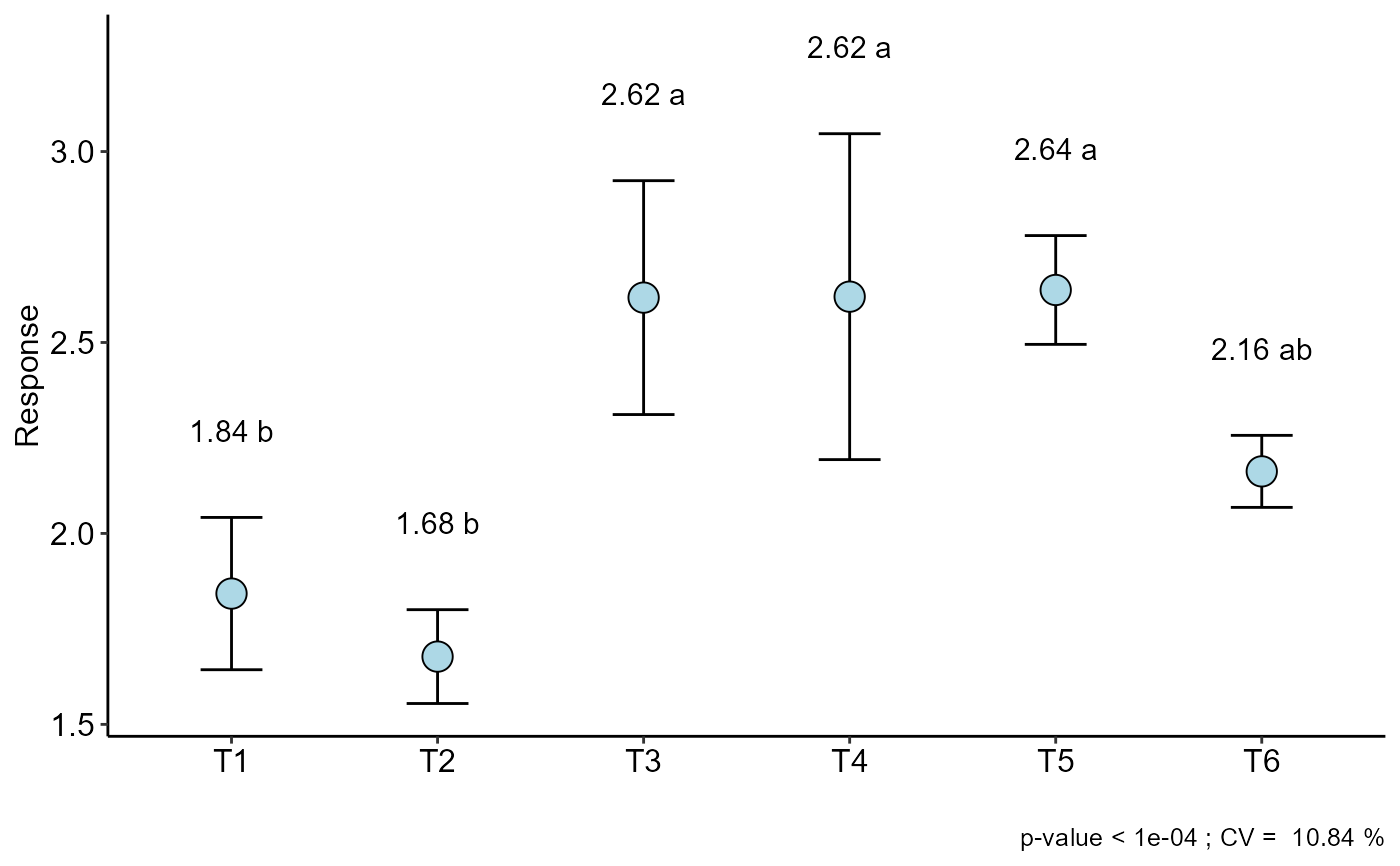 2.62 a
2.62 a
3.0
2.64 a
2.5
2.16 ab
Response
1.84 b
2.0
1.68 b
1.5
T1 T2 T3 T4 T5 T6
p-value < 1e-04 ; CV =  10.84 %